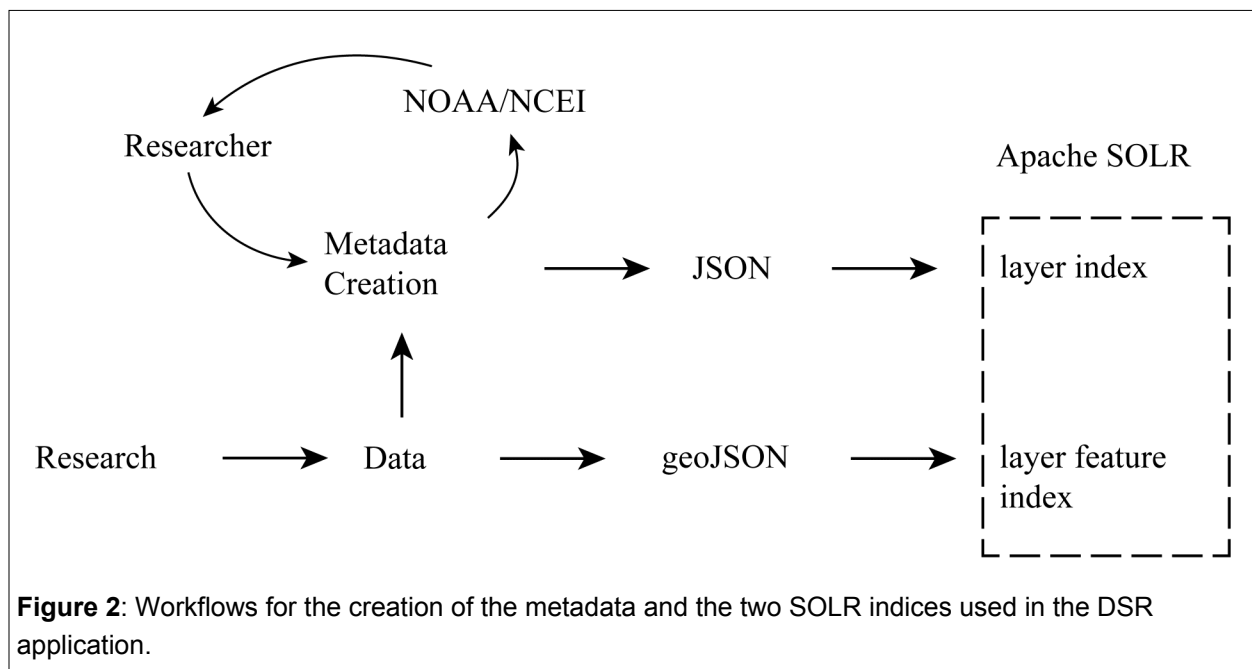 NOAA/NCEI
Researcher
Apache SOLR
Metadata
Creation
JSON
layer index
Research
Data
geoJSON
layer feature
index
Figure 2: Workflows for the creation of the metadata and the two SOLR indices used in the DSR
application.